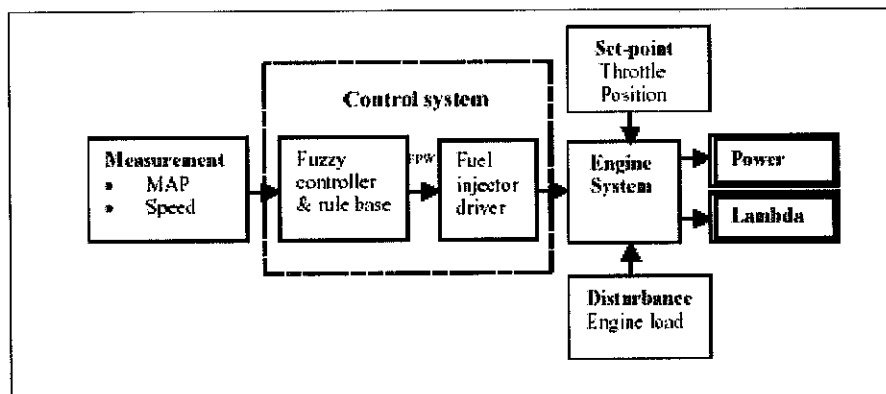 Set-point
Throttle
Position
Control system
Measurement
• MAP
• Speed
Fuzzy
controller
& rule base
FPW
Fuel
injector
driver
Engine
System
Power
Lambda
Disturbance
Engine load